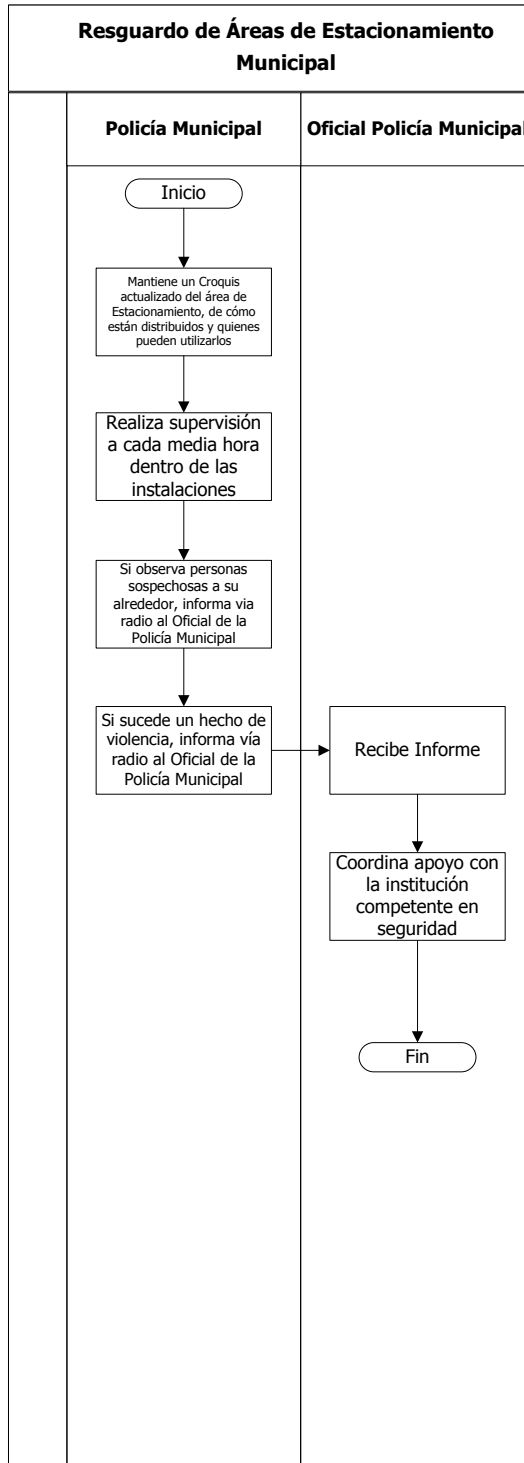 Resguardo de Áreas de Estacionamiento
Municipal
Policía Municipal
Oficial Policía Municipal
Inicio
Mantiene un Croquis
actualizado del área de
Estacionamiento, de cómo
están distribuidos y quienes
pueden utilizarlos
Realiza supervisión
a cada media hora
dentro de las
instalaciones
Si observa personas
sospechosas a su
alrededor, informa via
radio al Oficial de la
Policía Municipal
Si sucede un hecho de
violencia, informa vía
radio al Oficial de la
Policía Municipal
Recibe Informe
Coordina apoyo con
la institución
competente en
seguridad
Fin